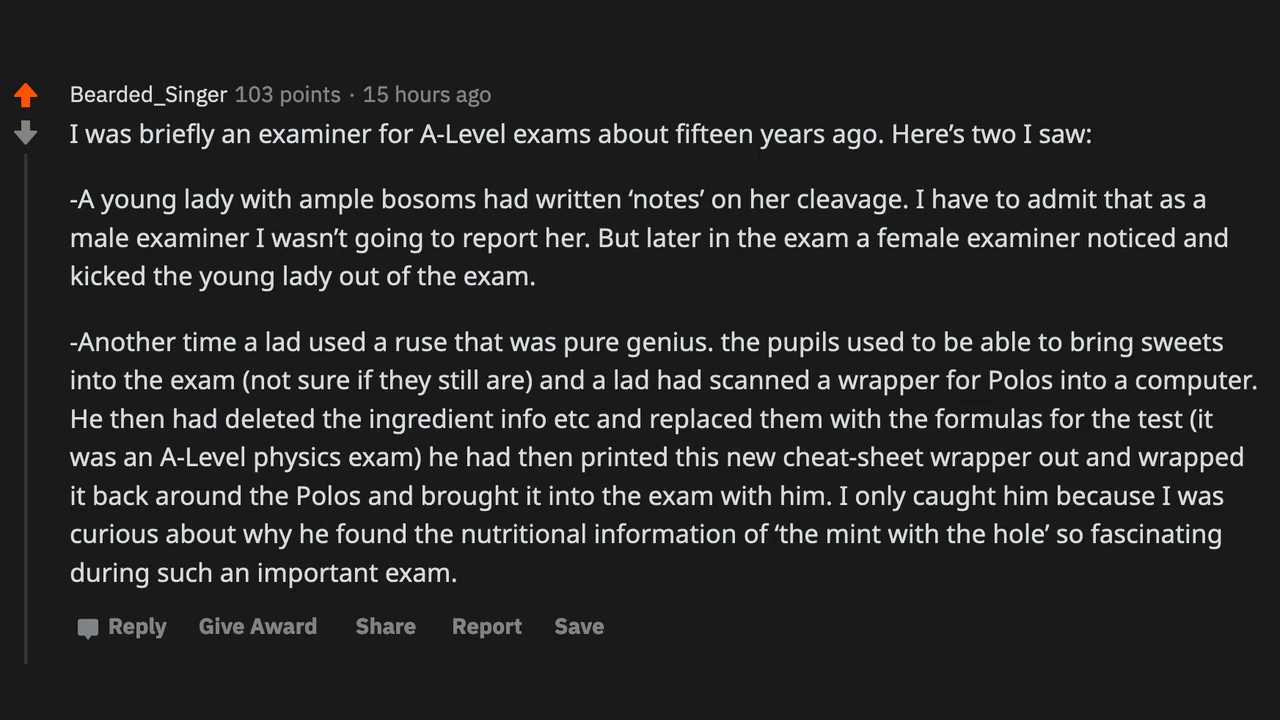 Bearded_Singer 103 points · 15 hours ago
I was briefly an examiner for A-Level exams about fifteen years ago. Here’s two I saw:
-A young lady with ample bosoms had written ‘notes’ on her cleavage. I have to admit that as a
male examiner I wasn’t going to report her. But later in the exam a female examiner noticed and
kicked the young lady out of the exam.
-Another time a lad used a ruse that was pure genius. the pupils used to be able to bring sweets
into the exam (not sure if they still are) and a lad had scanned a wrapper for Polos into a computer.
He then had deleted the ingredient info etc and replaced them with the formulas for the test (it
was an A-Level physics exam) he had then printed this new cheat-sheet wrapper out and wrapped
it back around the Polos and brought it into the exam with him. I only caught him because I was
curious about why he found the nutritional information of ‘the mint with the hole’ so fascinating
during such an important exam.
Reply Give Award Share Report Save